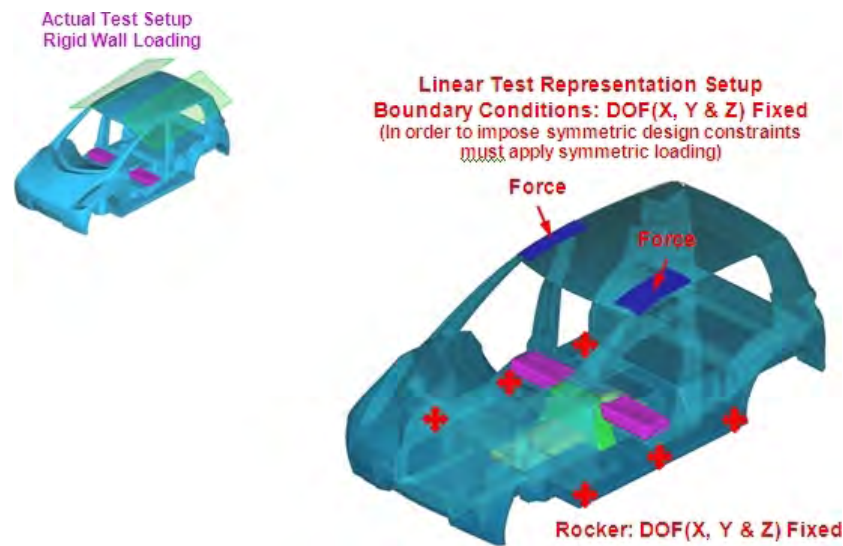 Actual Test Setup
Rigid Wall Loading
Linear Test Representation Setup
Boundary Conditions: DOF(X, Y & Z) Fixed
(In order to impose symmetric design constraints
must apply symmetric loading)
Force
Force
Rocker: DOF(X, Y & Z) Fixed